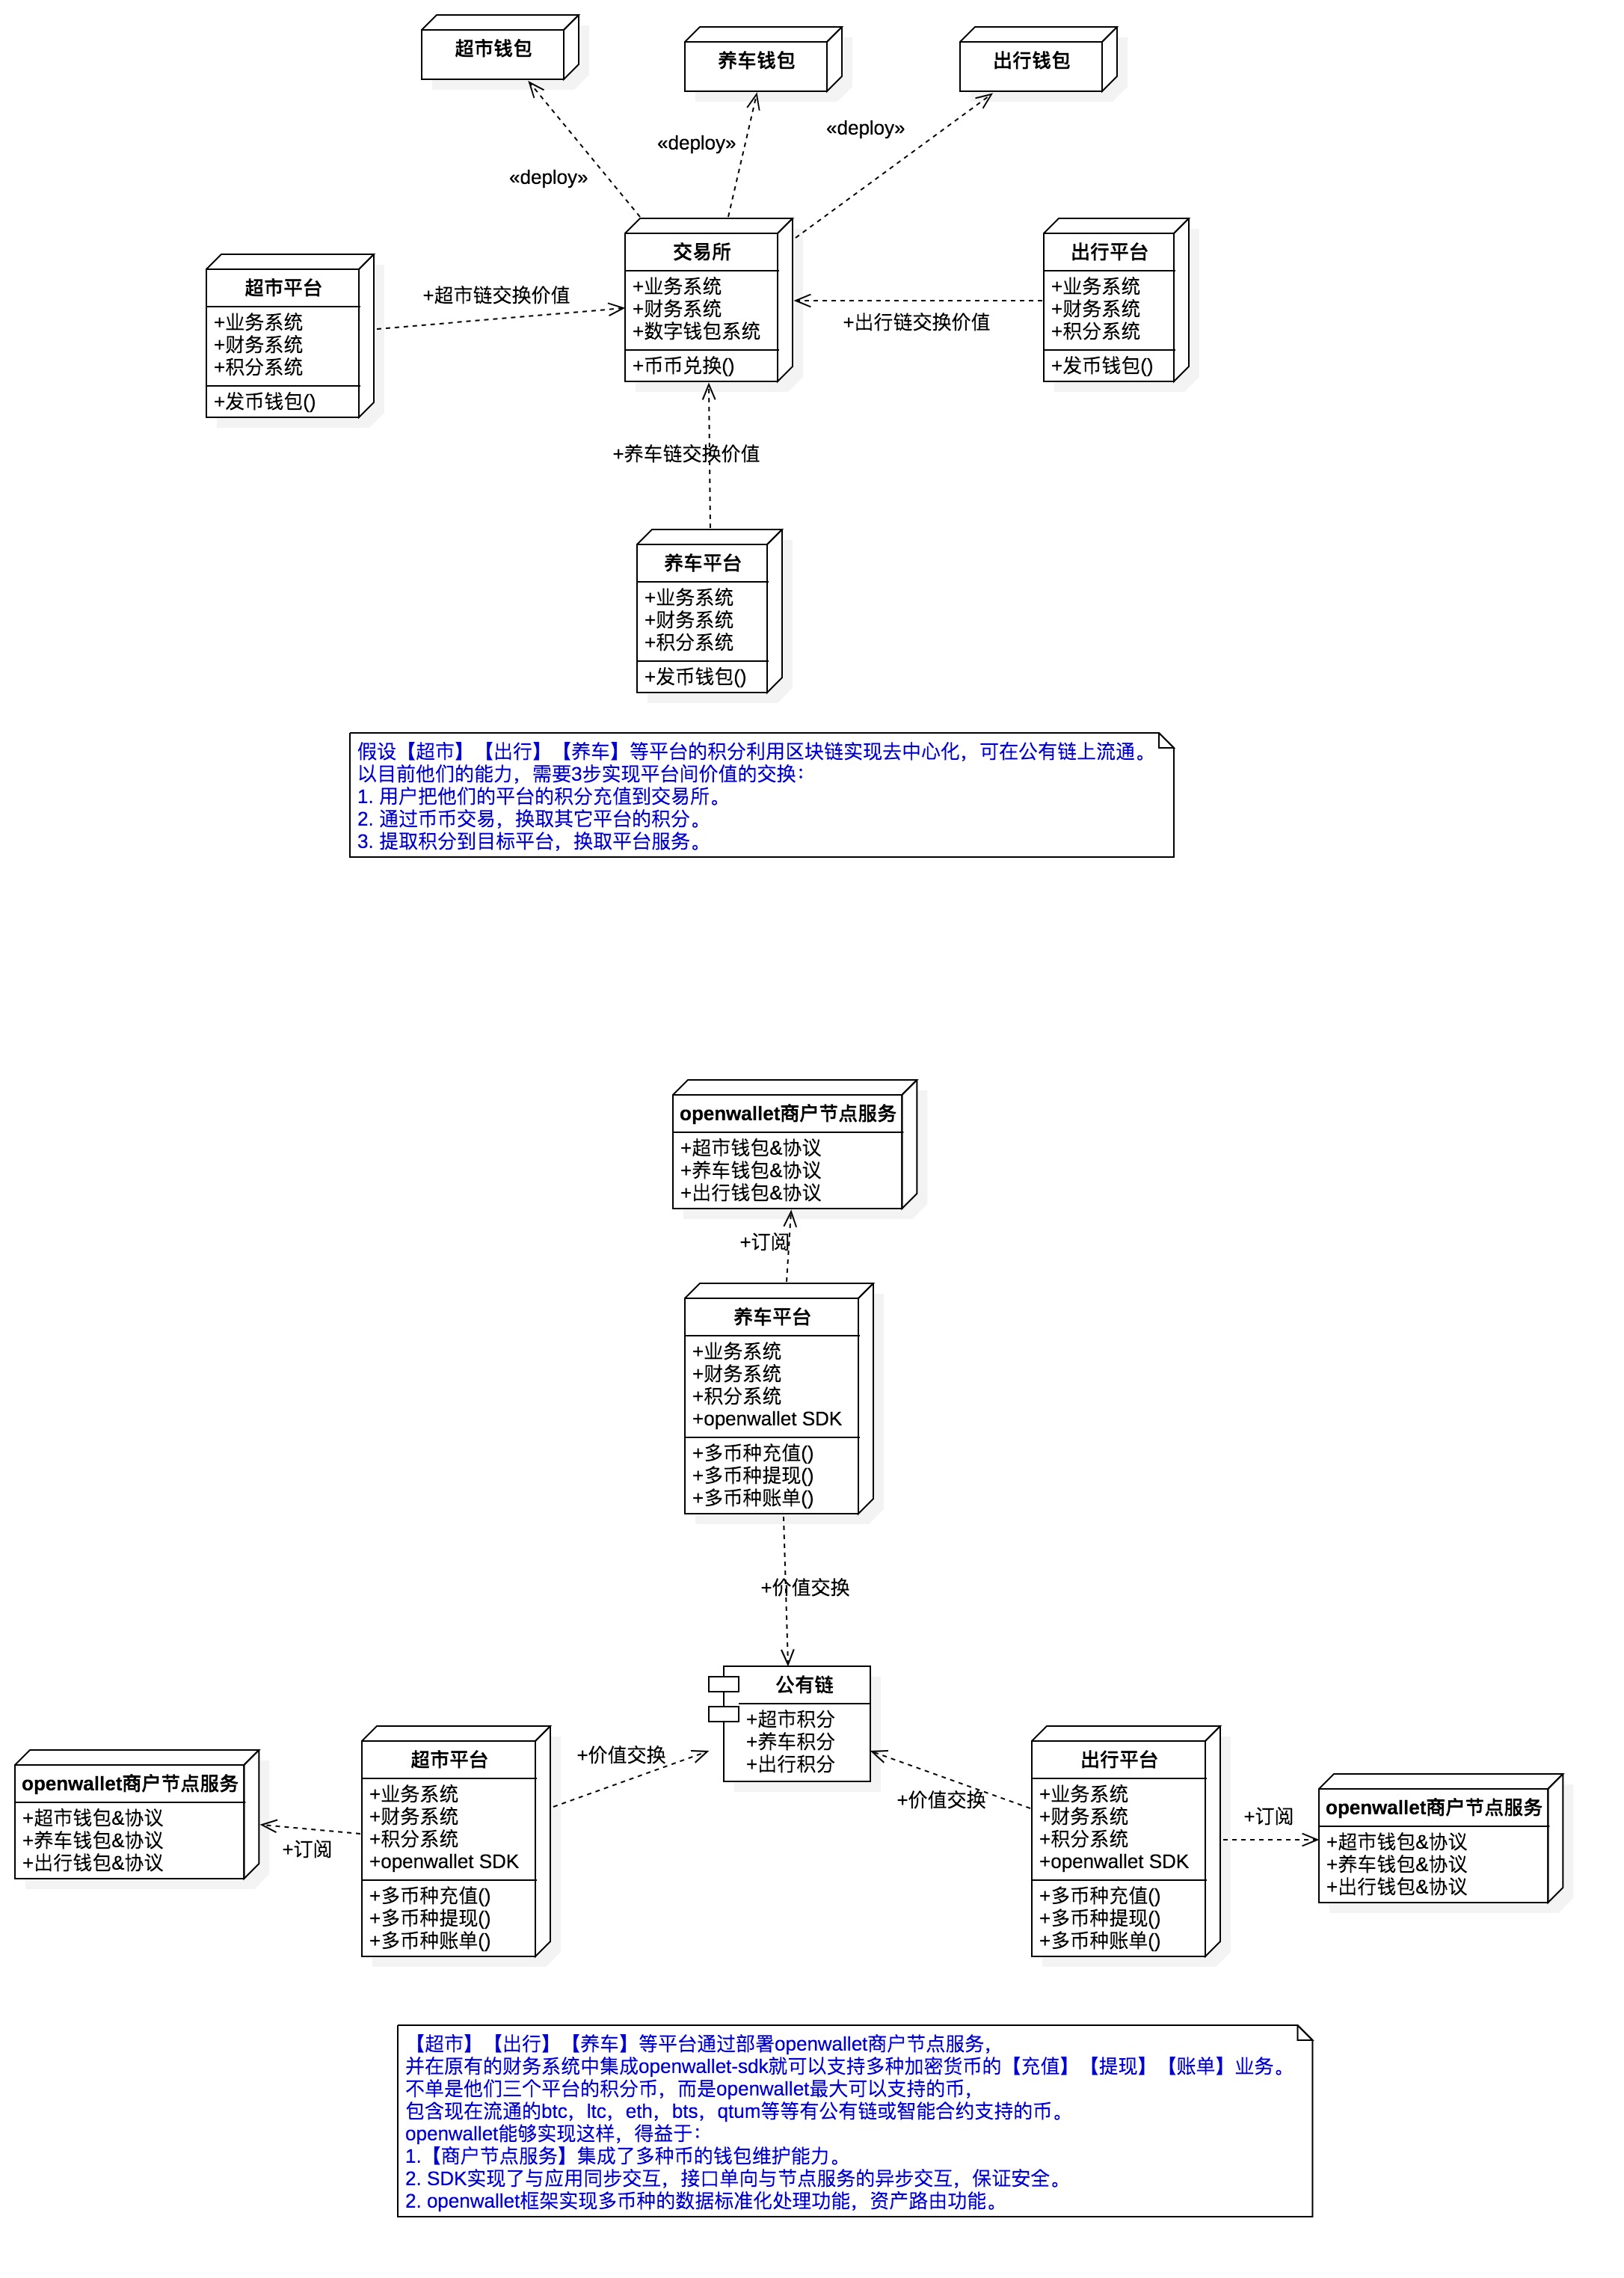 超市钱包
养车钱包
出行钱包
«deploy»
«deploy»
«deploy»
交易所
+业务系统
+财务系统
+数字钱包系统
+币币兑换()
出行平台
+业务系统
+财务系统
+积分系统
+发币钱包()
超市平台
+业务系统
+财务系统
+积分系统
+发币钱包()
+超市链交换价值
+出行链交换价值
+养车链交换价值
养车平台
+业务系统
+财务系统
+积分系统
+发币钱包()
假设【超市】【出行】【养车】等平台的积分利用区块链实现去中心化，可在公有链上流通。
以目前他们的能力，需要3步实现平台间价值的交换：
1. 用户把他们的平台的积分充值到交易所。
2. 通过币币交易，换取其它平台的积分。
3. 提取积分到目标平台，换取平台服务。
openwallet商户节点服务
+超市钱包&协议
+养车钱包&协议
+出行钱包&协议
+订阅
养车平台
+业务系统
+财务系统
+积分系统
+openwallet SDK
+多币种充值()
+多币种提现()
+多币种账单()
+价值交换
公有链
+超市积分
+养车积分
+出行积分
openwallet商户节点服务
+超市钱包&协议
+养车钱包&协议
+出行钱包&协议
+订阅
超市平台
+业务系统
+财务系统
+积分系统
+openwallet SDK
+多币种充值()
+多币种提现()
+多币种账单()
+价值交换
+价值交换
出行平台
+业务系统
+财务系统
+积分系统
+openwallet SDK
+多币种充值()
+多币种提现()
+多币种账单()
+订阅
openwallet商户节点服务
+超市钱包&协议
+养车钱包&协议
+出行钱包&协议
【超市】【出行】【养车】等平台通过部署openwallet商户节点服务，
并在原有的财务系统中集成openwallet-sdk就可以支持多种加密货币的【充值】【提现】【账单】业务。
不单是他们三个平台的积分币，而是openwallet最大可以支持的币，
包含现在流通的btc，ltc，eth，bts，qtum等等有公有链或智能合约支持的币。
openwallet能够实现这样，得益于：
1.【商户节点服务】集成了多种币的钱包维护能力。
2. SDK实现了与应用同步交互，接口单向与节点服务的异步交互，保证安全。
2. openwallet框架实现多币种的数据标准化处理功能，资产路由功能。